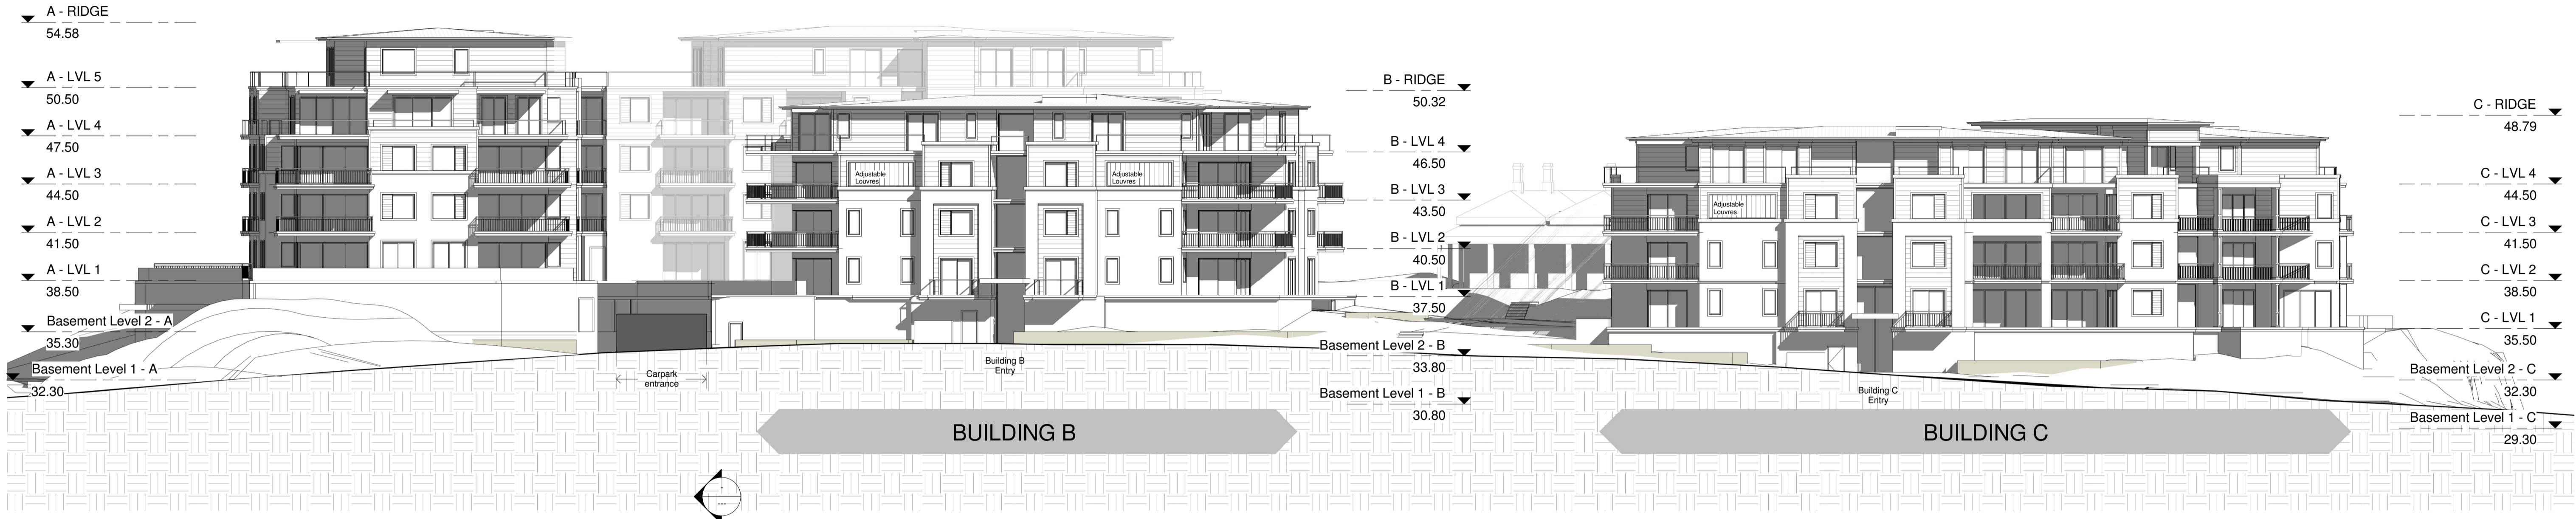 A - RIDGE
54.58
A - LVL 5
50.50
A - LVL 4
47.50
A - LVL 3
44.50
A - LVL 2
41.50
A - LVL 1
38.50
Basement Level 2 - A
35.30
Basement Level 1 - A
32.30
Carpark
entrance
Adjustable
Louvres
Adjustable
Louvres
Building B
Entry
BUILDING B
B - RIDGE
50.32
B - LVL 4
46.50
B - LVL 3
43.50
B - LVL 2
40.50
B - LVL 1
37.50
Basement Level 2 - B
33.80
Basement Level 1 - B
30.80
Adjustable
Louvres
Building C
Entry
BUILDING C
C - RIDGE
48.79
C - LVL 4
44.50
C - LVL 3
41.50
C - LVL 2
38.50
C - LVL 1
35.50
Basement Level 2 - C
32.30
Basement Level 1 - C
29.30